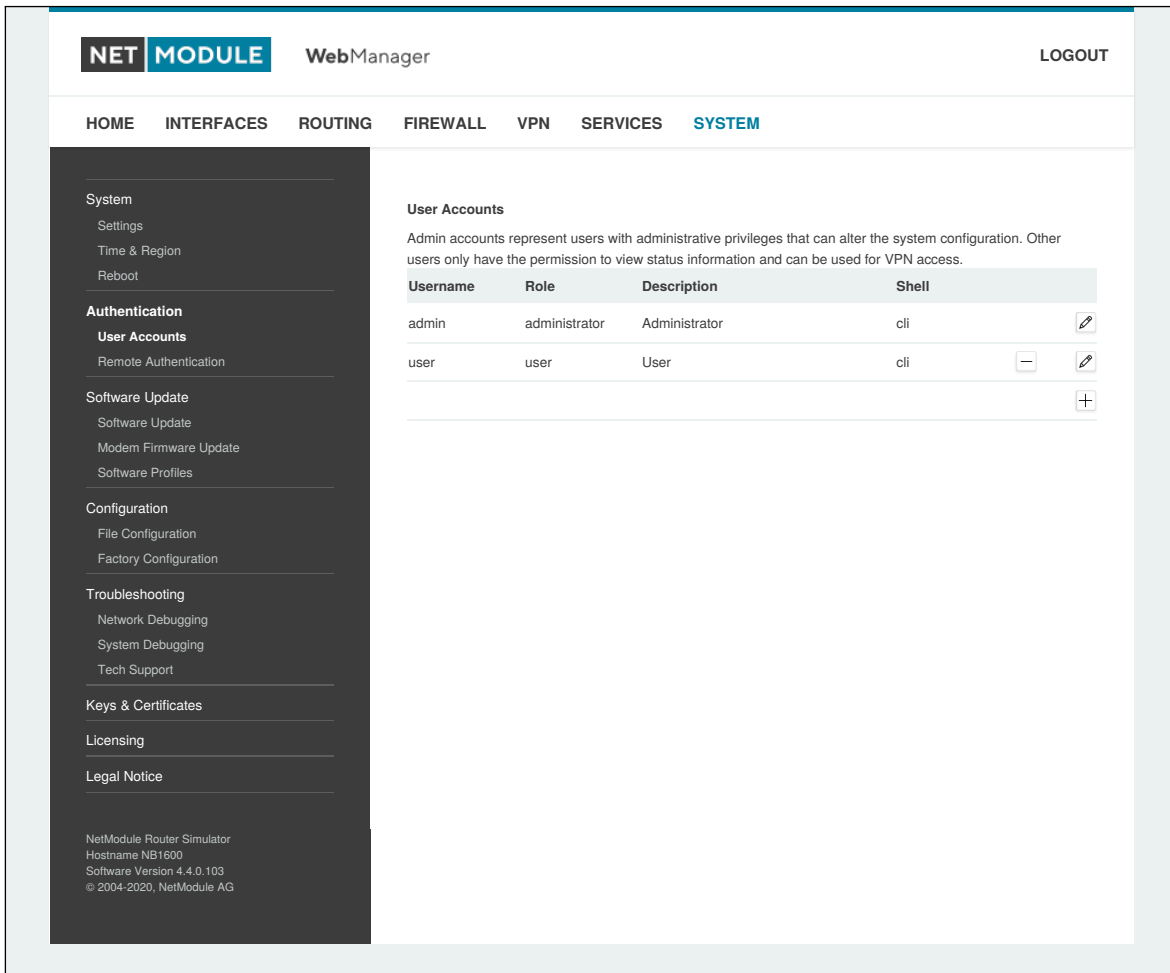 NET MODULE WebManager LOGOUT
HOME INTERFACES ROUTING FIREWALL VPN SERVICES SYSTEM
System
Settings
Time & Region
Reboot
Authentication
User Accounts
Remote Authentication
Software Update
Software Update
Modem Firmware Update
Software Profiles
Configuration
File Configuration
Factory Configuration
Troubleshooting
Network Debugging
System Debugging
Tech Support
Keys & Certificates
Licensing
Legal Notice
NetModule Router Simulator
Hostname NB1600
Software Version 4.4.0.103
© 2004-2020, NetModule AG
User Accounts
Admin accounts represent users with administrative privileges that can alter the system configuration. Other
users only have the permission to view status information and can be used for VPN access.
Username Role Description Shell
admin administrator Administrator cli
user user User cli